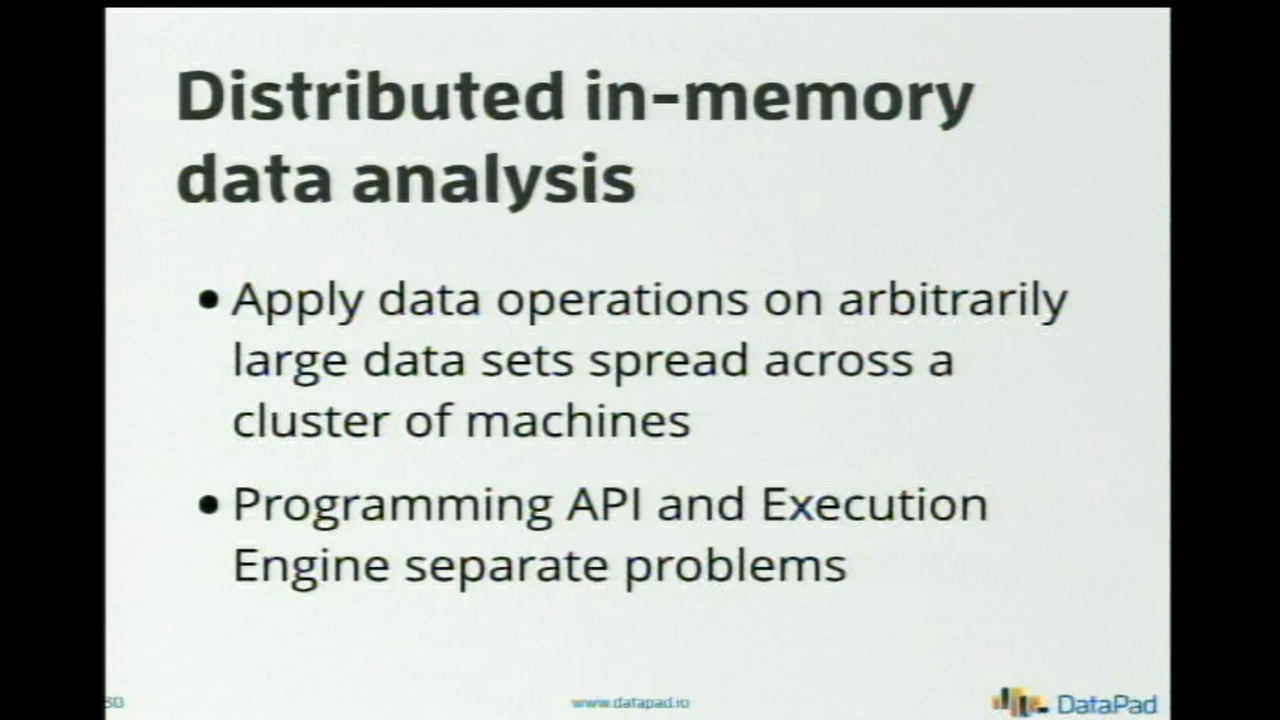 Distributed in-memory
data analysis
• Apply data operations on arbitrarily
large data sets spread across a
cluster of machines
• Programming API and Execution
Engine separate problems
30
www.datapad.io
DataPad